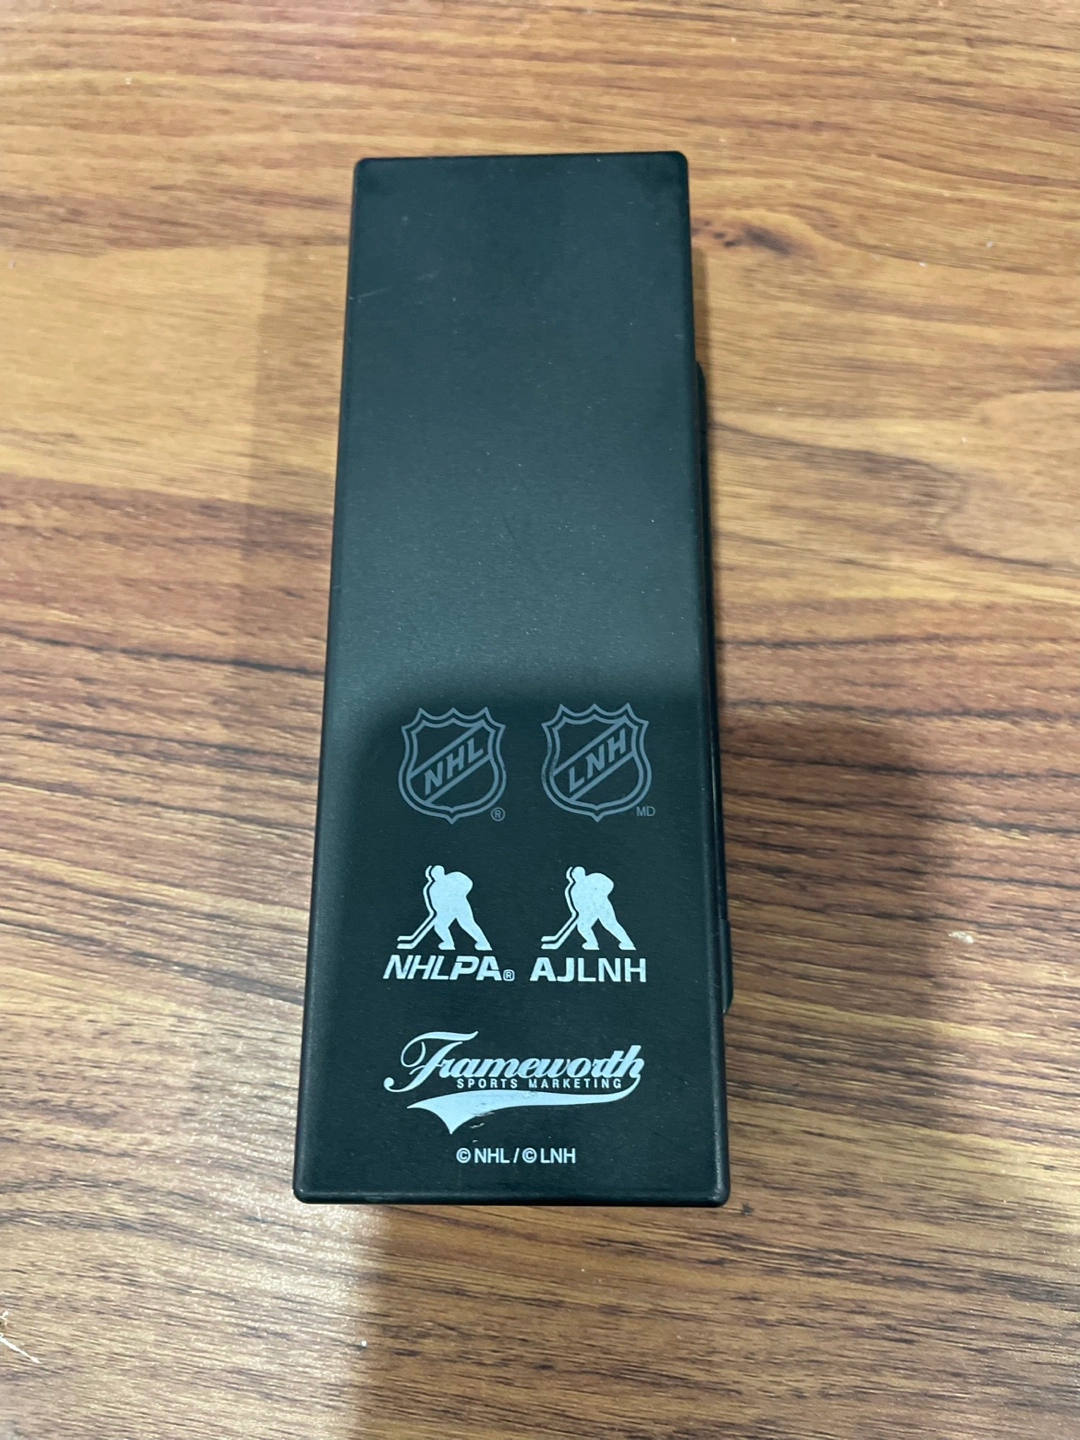 NHL ® LNH MD
NHLPA® AJLNH
Frameworth
SPORTS MARKETING
© NHL / © LNH